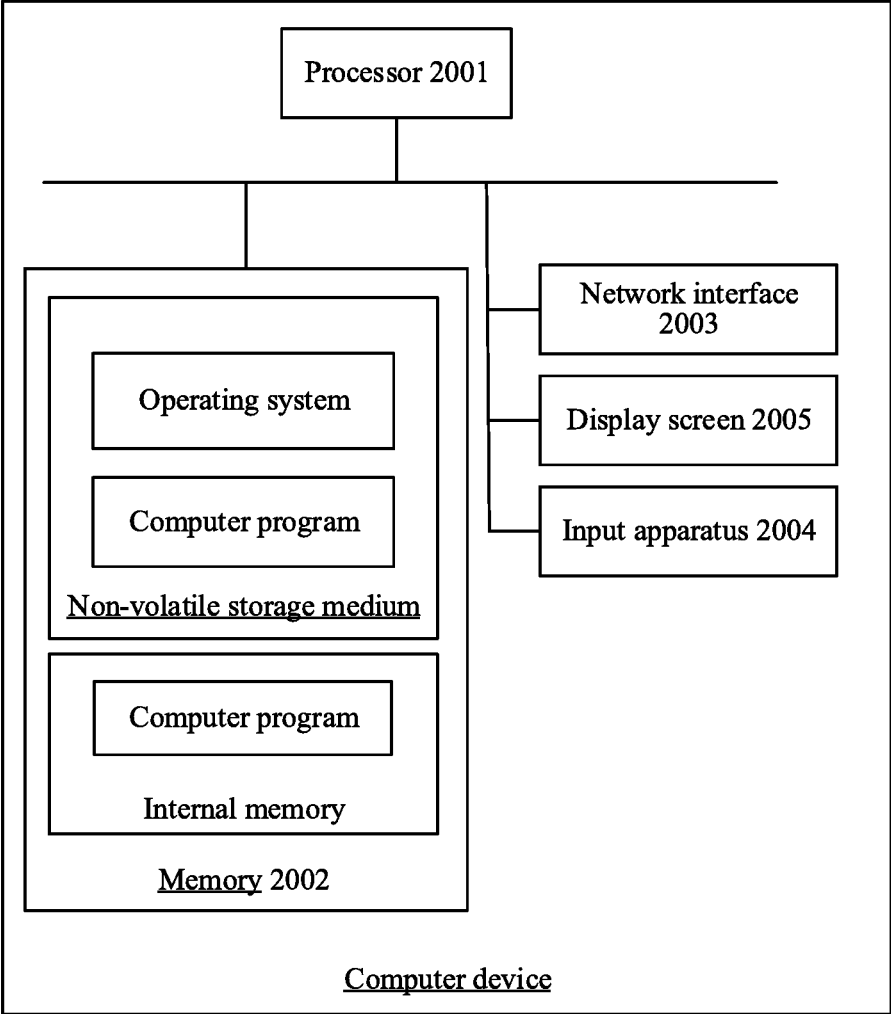 Processor 2001
Network interface
2003
Operating system
Display screen 2005
Computer program
Input apparatus 2004
Non-volatile storage medium
Computer program
Internal memory
Memory 2002
Computer device